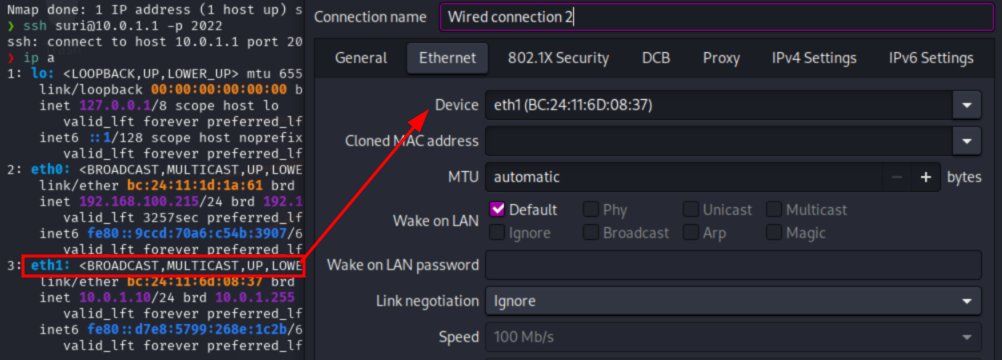 Nmap done: 1 IP address (1 host up) s
❯ ssh suri@10.0.1.1 -p 2022
ssh: connect to host 10.0.1.1 port 20
❯ ip a
1: lo: <LOOPBACK,UP,LOWER_UP> mtu 655
link/loopback 00:00:00:00:00:00 b
inet 127.0.0.1/8 scope host lo
valid_lft forever preferred_lf
inet6 ::1/128 scope host noprefix
valid_lft forever preferred_lf
2: eth0: <BROADCAST,MULTICAST,UP,LOWE
link/ether bc:24:11:1d:1a:61 brd
inet 192.168.100.215/24 brd 192.1
valid_lft 3257sec preferred_lf
inet6 fe80::9ccd:70a6:c54b:3907/6
valid_lft forever preferred_lf
3: eth1: <BROADCAST,MULTICAST,UP,LOWE
link/ether bc:24:11:6d:08:37 brd
inet 10.0.1.10/24 brd 10.0.1.255
valid_lft forever preferred_lf
inet6 fe80::d7e8:5799:268e:1c2b/6
valid_lft forever preferred_lf
Connection name Wired connection 2
General Ethernet 802.1X Security DCB Proxy IPv4 Settings IPv6 Settings
Device eth1 (BC:24:11:6D:08:37)
Cloned MAC address
MTU automatic − + bytes
Wake on LAN Default Phy Unicast Multicast
Ignore Broadcast Arp Magic
Wake on LAN password
Link negotiation Ignore
Speed 100 Mb/s